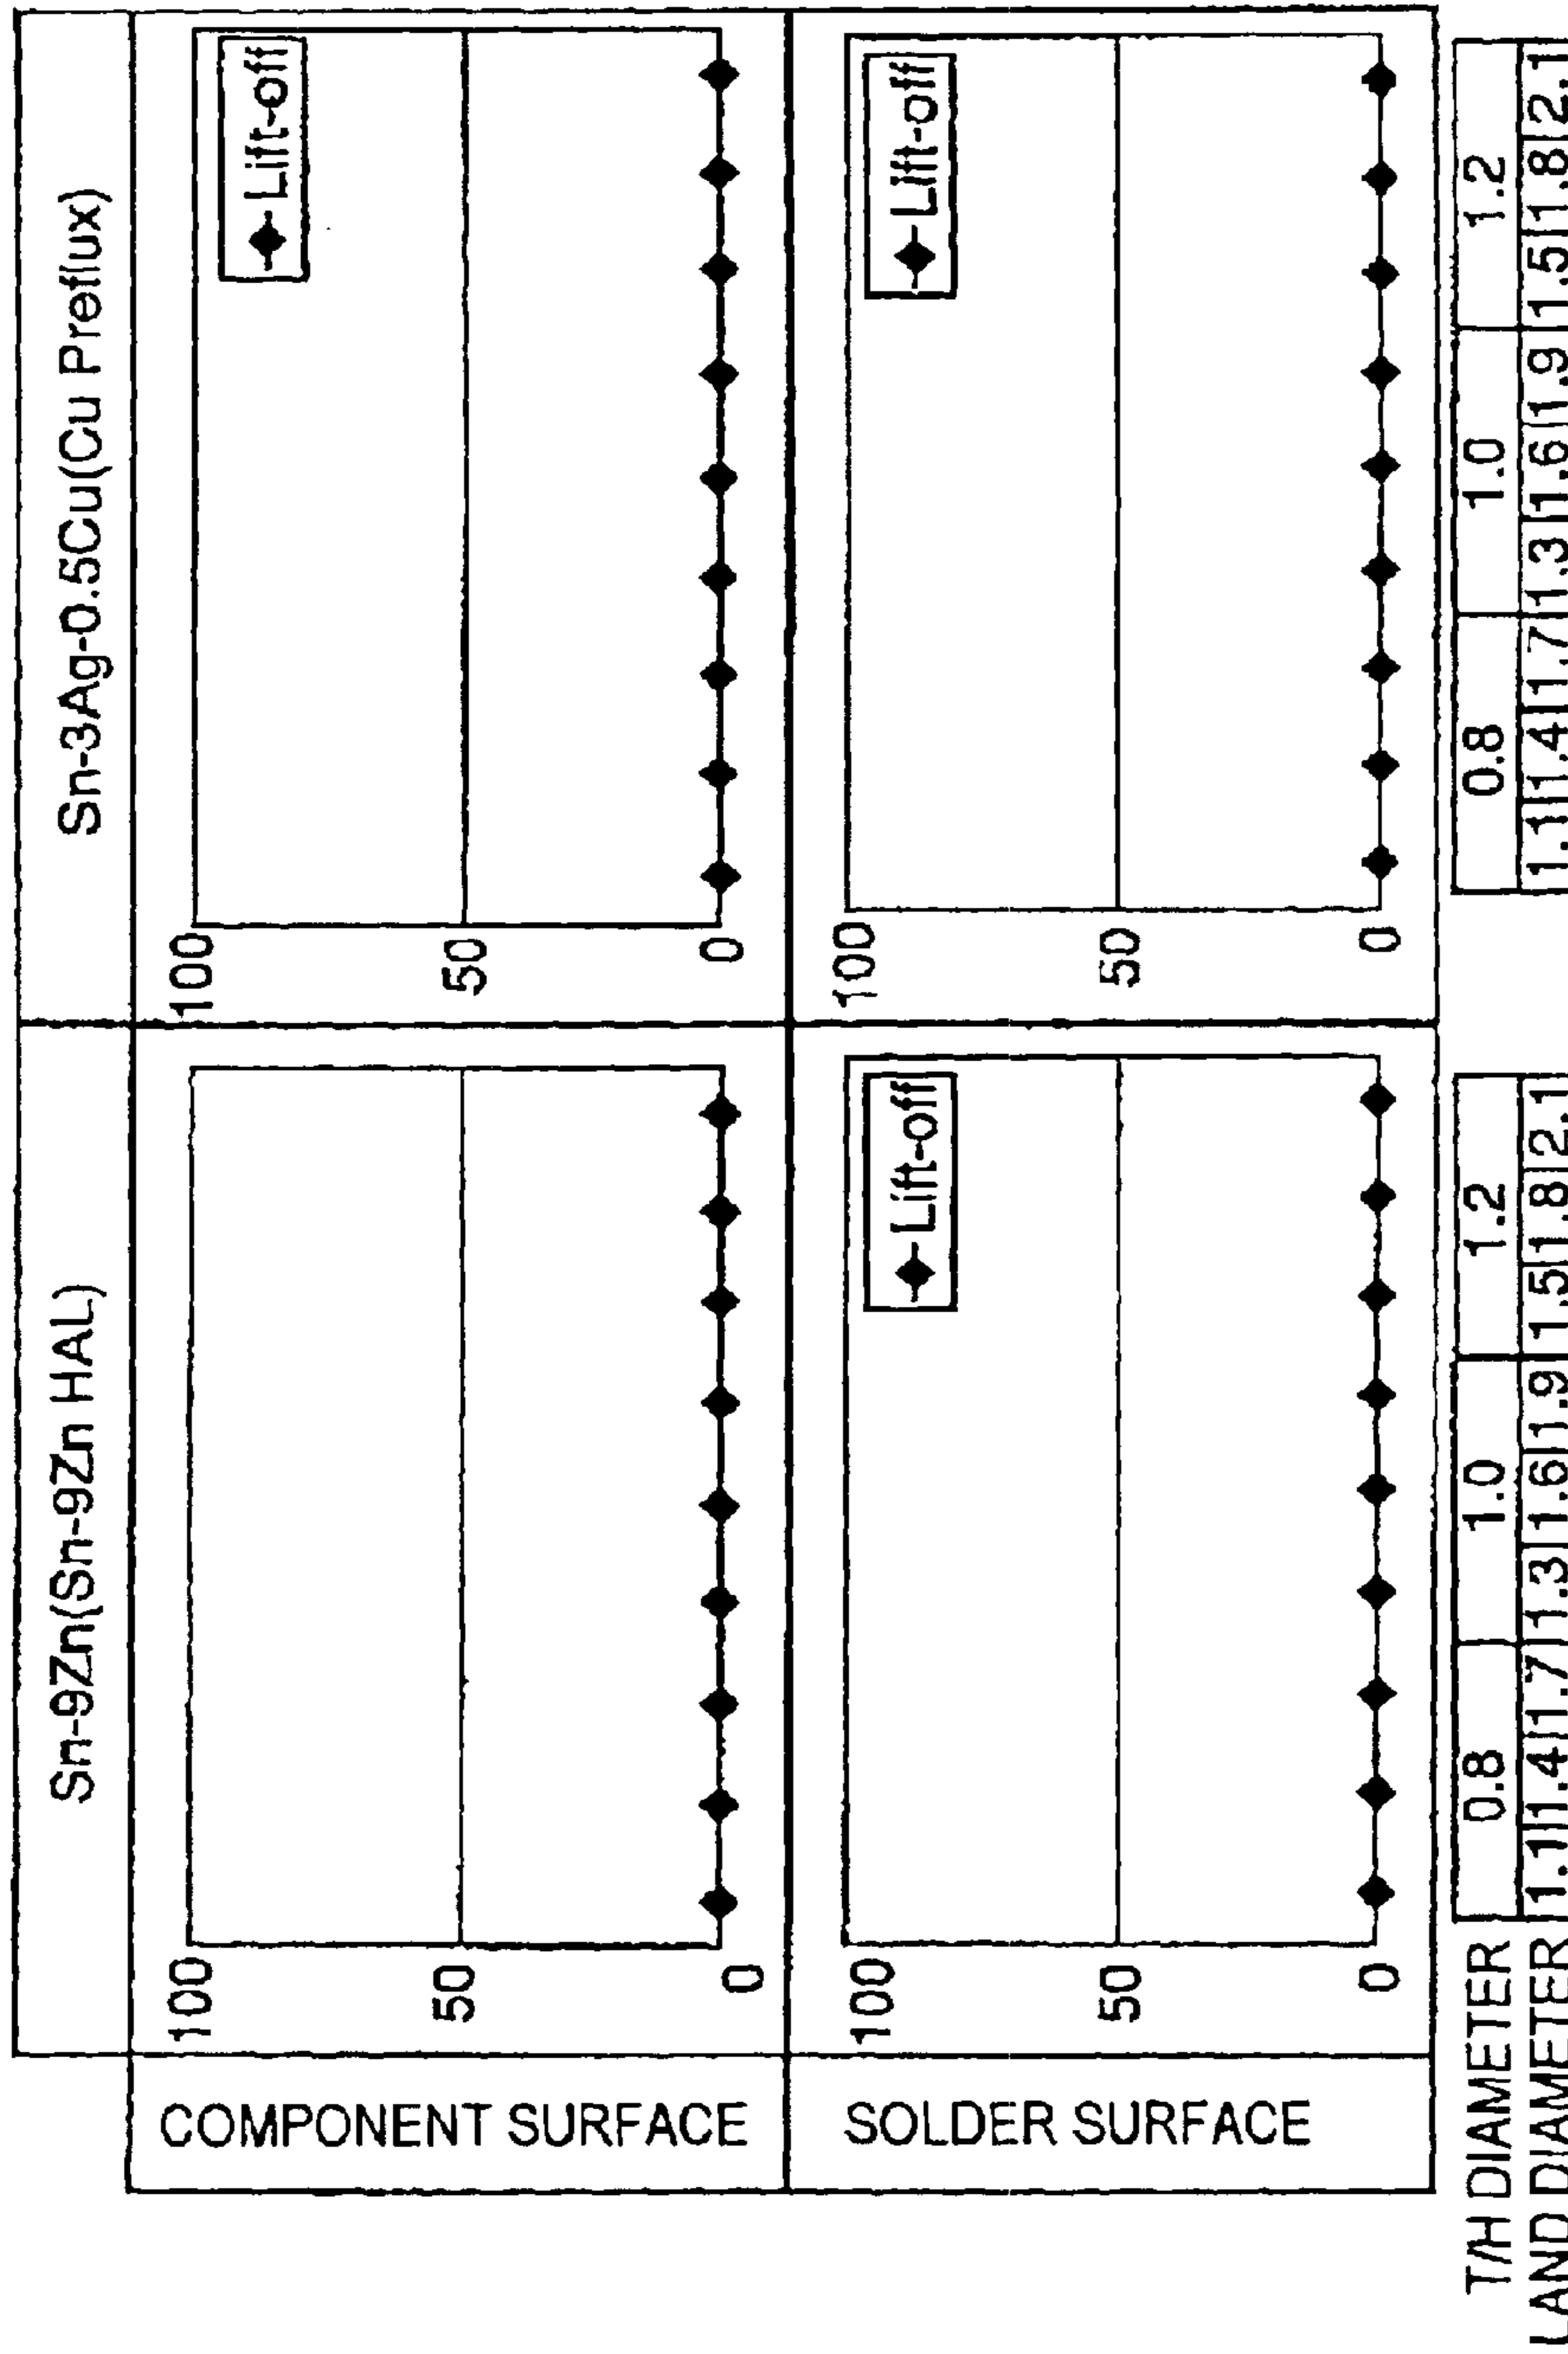 Sn-9Zn(Sn-9Zn HAL)
Sn-3Ag-0.5Cu(Cu Preflux)
COMPONENT SURFACE
100
50
0
100
50
0
Lift-off
SOLDER SURFACE
100
50
0
Lift-off
100
50
0
Lift-off
T/H DIAMETER 0.8 1.0 1.2 0.8 1.0 1.2
LAND DIAMETER 1.1 1.4 1.7 1.3 1.6 1.9 1.5 1.8 2.1 1.1 1.4 1.7 1.3 1.6 1.9 1.5 1.8 2.1